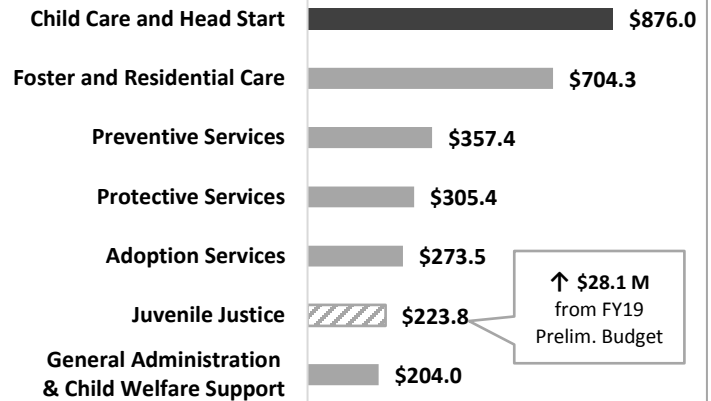 Child Care and Head Start $876.0
Foster and Residential Care $704.3
Preventive Services $357.4
Protective Services $305.4
Adoption Services $273.5
↑ $28.1 M
from FY19
Prelim. Budget
Juvenile Justice $223.8
General Administration
& Child Welfare Support $204.0